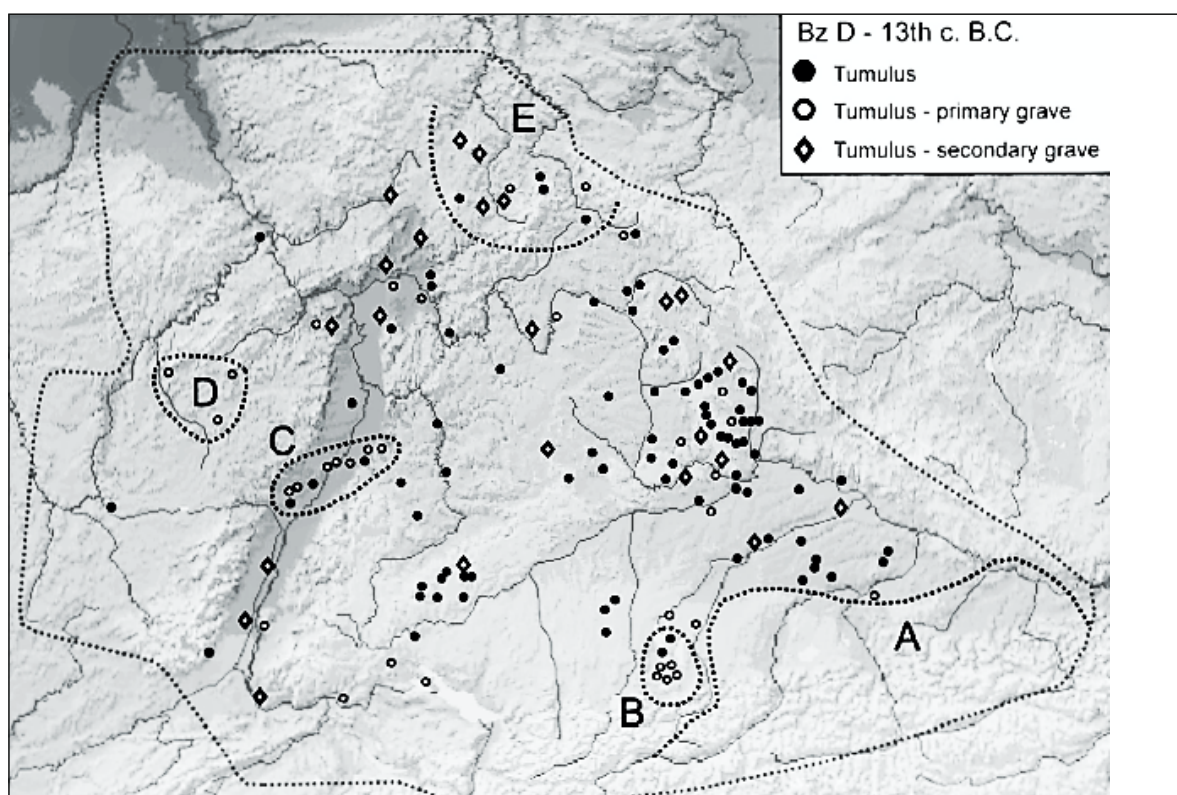 Bz D - 13th c. B.C.
Tumulus
Tumulus - primary grave
Tumulus - secondary grave
E
D
C
A
B